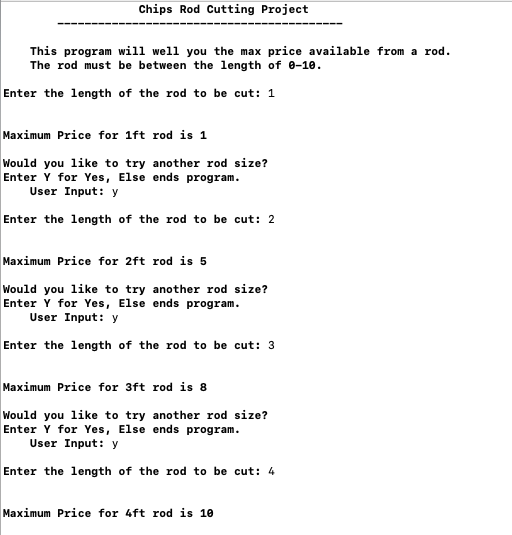 Chips Rod Cutting Project
------------------------------------------
This program will well you the max price available from a rod.
The rod must be between the length of 0-10.
Enter the length of the rod to be cut: 1
Maximum Price for 1ft rod is 1
Would you like to try another rod size?
Enter Y for Yes, Else ends program.
User Input: y
Enter the length of the rod to be cut: 2
Maximum Price for 2ft rod is 5
Would you like to try another rod size?
Enter Y for Yes, Else ends program.
User Input: y
Enter the length of the rod to be cut: 3
Maximum Price for 3ft rod is 8
Would you like to try another rod size?
Enter Y for Yes, Else ends program.
User Input: y
Enter the length of the rod to be cut: 4
Maximum Price for 4ft rod is 10